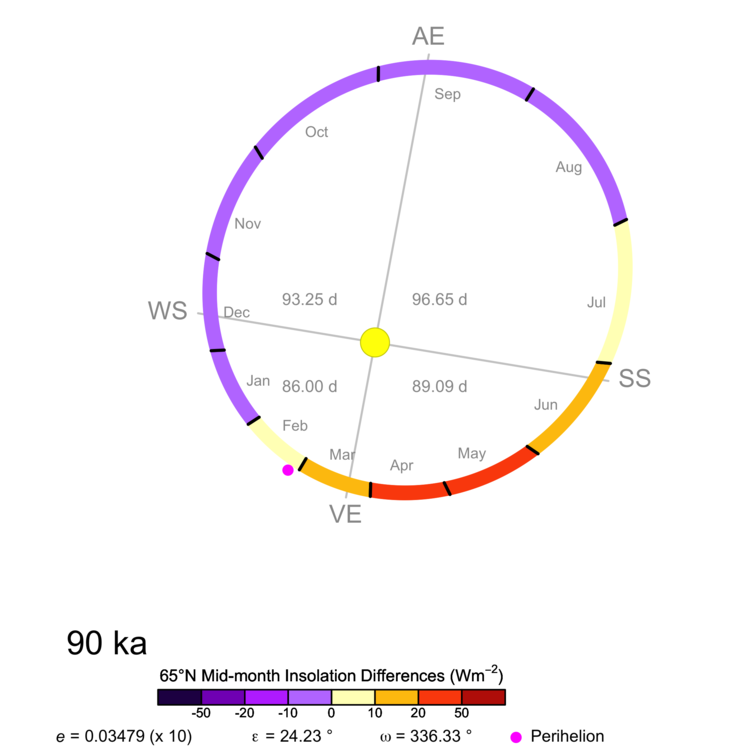 AE
Sep
Oct
Aug
Nov
93.25 d
96.65 d
Jul
WS
Dec
SS
Jan
86.00 d
89.09 d
Jun
Feb
Mar
Apr
May
VE
90 ka
65°N Mid-month Insolation Differences (Wm⁻²)
-50 -20 -10 0 10 20 50
e = 0.03479 (x 10) ε = 24.23 ° ω = 336.33 ° Perihelion